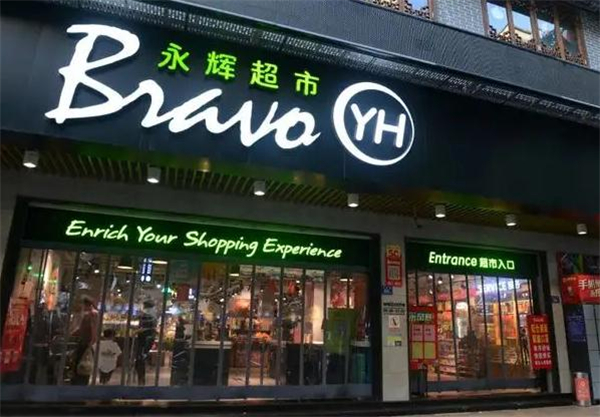 永辉超市
Bravo YH
Enrich Your Shopping Experience
Entrance 超市入口